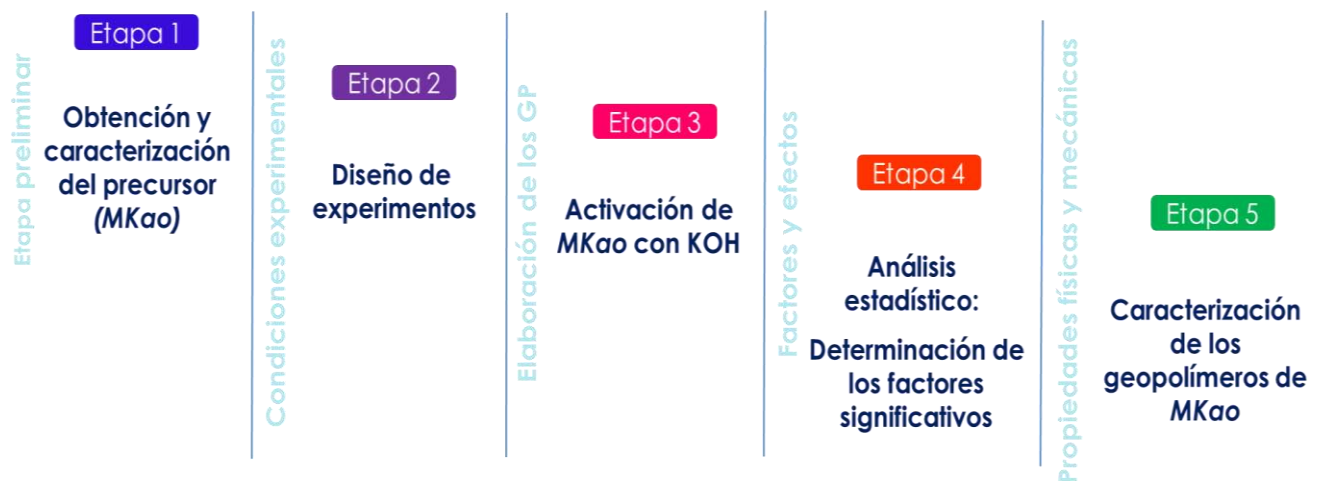 Etapa preliminar
Etapa 1
Obtención y
caracterización
del precursor
(MKao)
Condiciones experimentales
Etapa 2
Diseño de
experimentos
Elaboración de los GP
Etapa 3
Activación de
MKao con KOH
Factores y efectos
Etapa 4
Análisis
estadístico:
Determinación de
los factores
significativos
Propiedades físicas y mecánicas
Etapa 5
Caracterización
de los
geopolímeros de
MKao